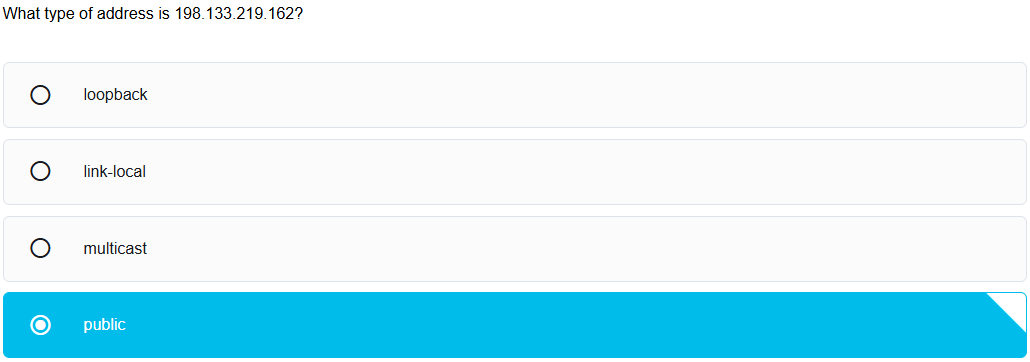 What type of address is 198.133.219.162?
loopback
link-local
multicast
public